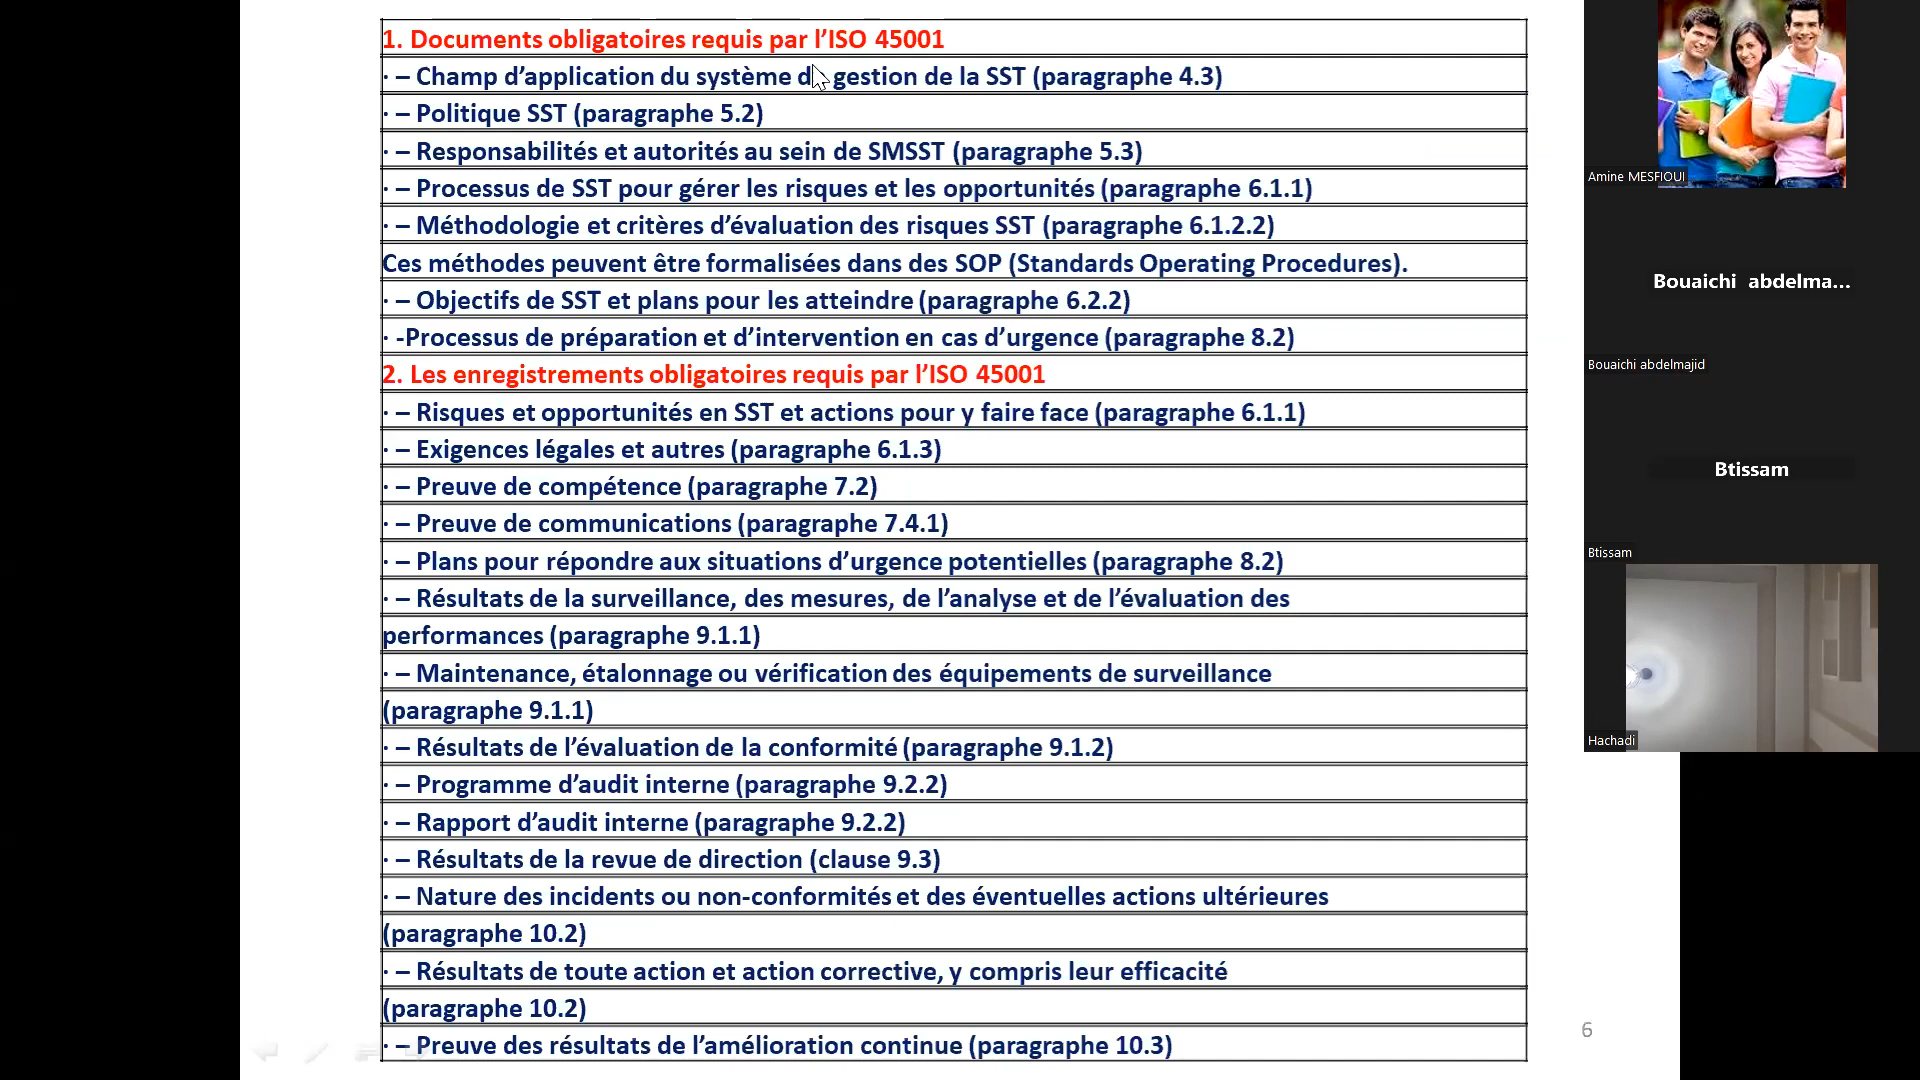 1. Documents obligatoires requis par l’ISO 45001
· – Champ d’application du système d gestion de la SST (paragraphe 4.3)
· – Politique SST (paragraphe 5.2)
· – Responsabilités et autorités au sein de SMSST (paragraphe 5.3)
· – Processus de SST pour gérer les risques et les opportunités (paragraphe 6.1.1)
· – Méthodologie et critères d’évaluation des risques SST (paragraphe 6.1.2.2)
Ces méthodes peuvent être formalisées dans des SOP (Standards Operating Procedures).
· – Objectifs de SST et plans pour les atteindre (paragraphe 6.2.2)
· -Processus de préparation et d’intervention en cas d’urgence (paragraphe 8.2)
2. Les enregistrements obligatoires requis par l’ISO 45001
· – Risques et opportunités en SST et actions pour y faire face (paragraphe 6.1.1)
· – Exigences légales et autres (paragraphe 6.1.3)
· – Preuve de compétence (paragraphe 7.2)
· – Preuve de communications (paragraphe 7.4.1)
· – Plans pour répondre aux situations d’urgence potentielles (paragraphe 8.2)
· – Résultats de la surveillance, des mesures, de l’analyse et de l’évaluation des
performances (paragraphe 9.1.1)
· – Maintenance, étalonnage ou vérification des équipements de surveillance
(paragraphe 9.1.1)
· – Résultats de l’évaluation de la conformité (paragraphe 9.1.2)
· – Programme d’audit interne (paragraphe 9.2.2)
· – Rapport d’audit interne (paragraphe 9.2.2)
· – Résultats de la revue de direction (clause 9.3)
· – Nature des incidents ou non-conformités et des éventuelles actions ultérieures
(paragraphe 10.2)
· – Résultats de toute action et action corrective, y compris leur efficacité
(paragraphe 10.2)
· – Preuve des résultats de l’amélioration continue (paragraphe 10.3)
6
Amine MESFIOUI
Bouaichi abdelma...
Bouaichi abdelmajid
Btissam
Btissam
Hachadi